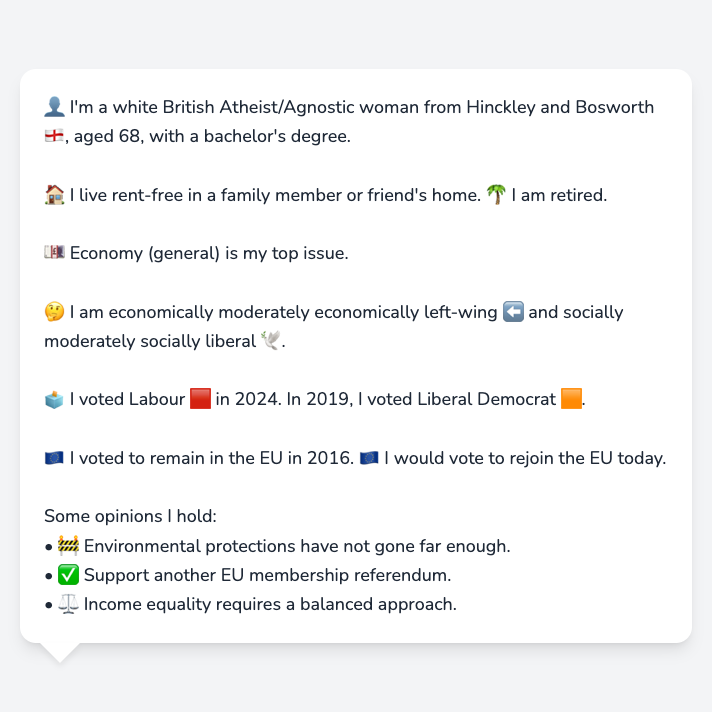 👤 I'm a white British Atheist/Agnostic woman from Hinckley and Bosworth
🏴󠁧󠁢󠁥󠁮󠁧󠁿, aged 68, with a bachelor's degree.
🏠 I live rent-free in a family member or friend's home. 🌴 I am retired.
💷 Economy (general) is my top issue.
🤔 I am economically moderately economically left-wing ⬅️ and socially
moderately socially liberal 🕊️.
🗳️ I voted Labour 🟥 in 2024. In 2019, I voted Liberal Democrat 🟧.
🇪🇺 I voted to remain in the EU in 2016. 🇪🇺 I would vote to rejoin the EU today.
Some opinions I hold:
• 🚧 Environmental protections have not gone far enough.
• ✅ Support another EU membership referendum.
• ⚖️ Income equality requires a balanced approach.